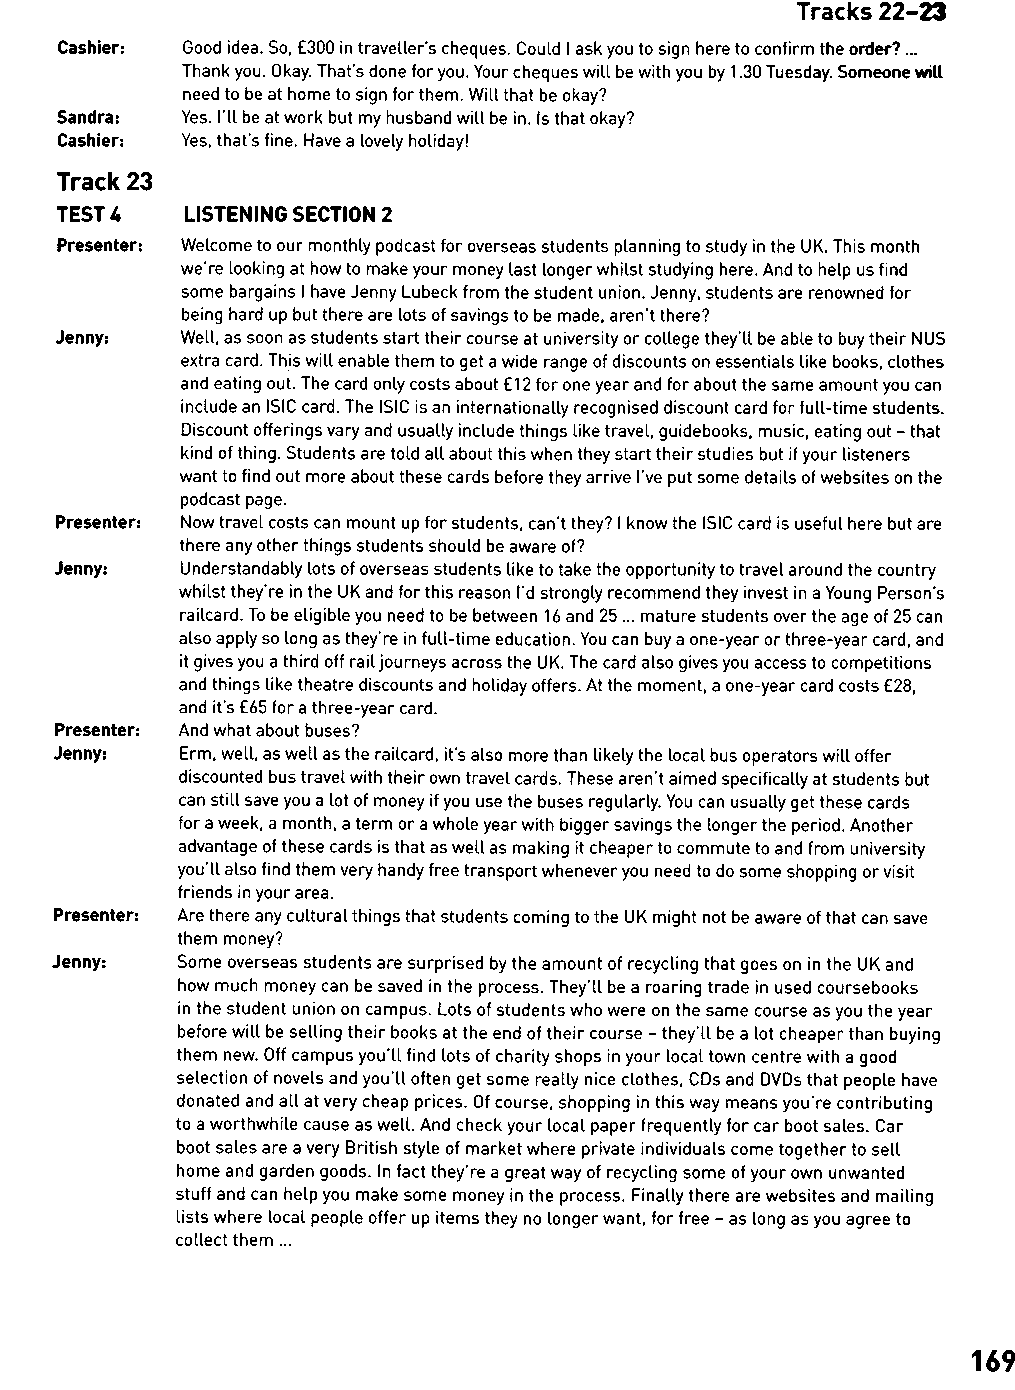 Tracks 22–23
Cashier: Good idea. So, £300 in traveller's cheques. Could I ask you to sign here to confirm the order? ...
Thank you. Okay. That's done for you. Your cheques will be with you by 1.30 Tuesday. Someone will
need to be at home to sign for them. Will that be okay?
Sandra: Yes. I'll be at work but my husband will be in. Is that okay?
Cashier: Yes, that's fine. Have a lovely holiday!
Track 23
TEST 4 LISTENING SECTION 2
Presenter: Welcome to our monthly podcast for overseas students planning to study in the UK. This month
we're looking at how to make your money last longer whilst studying here. And to help us find
some bargains I have Jenny Lubeck from the student union. Jenny, students are renowned for
being hard up but there are lots of savings to be made, aren't there?
Jenny: Well, as soon as students start their course at university or college they'll be able to buy their NUS
extra card. This will enable them to get a wide range of discounts on essentials like books, clothes
and eating out. The card only costs about £12 for one year and for about the same amount you can
include an ISIC card. The ISIC is an internationally recognised discount card for full-time students.
Discount offerings vary and usually include things like travel, guidebooks, music, eating out – that
kind of thing. Students are told all about this when they start their studies but if your listeners
want to find out more about these cards before they arrive I've put some details of websites on the
podcast page.
Presenter: Now travel costs can mount up for students, can't they? I know the ISIC card is useful here but are
there any other things students should be aware of?
Jenny: Understandably lots of overseas students like to take the opportunity to travel around the country
whilst they're in the UK and for this reason I'd strongly recommend they invest in a Young Person's
railcard. To be eligible you need to be between 16 and 25 ... mature students over the age of 25 can
also apply so long as they're in full-time education. You can buy a one-year or three-year card, and
it gives you a third off rail journeys across the UK. The card also gives you access to competitions
and things like theatre discounts and holiday offers. At the moment, a one-year card costs £28,
and it's £65 for a three-year card.
Presenter: And what about buses?
Jenny: Erm, well, as well as the railcard, it's also more than likely the local bus operators will offer
discounted bus travel with their own travel cards. These aren't aimed specifically at students but
can still save you a lot of money if you use the buses regularly. You can usually get these cards
for a week, a month, a term or a whole year with bigger savings the longer the period. Another
advantage of these cards is that as well as making it cheaper to commute to and from university
you'll also find them very handy free transport whenever you need to do some shopping or visit
friends in your area.
Presenter: Are there any cultural things that students coming to the UK might not be aware of that can save
them money?
Jenny: Some overseas students are surprised by the amount of recycling that goes on in the UK and
how much money can be saved in the process. They'll be a roaring trade in used coursebooks
in the student union on campus. Lots of students who were on the same course as you the year
before will be selling their books at the end of their course – they'll be a lot cheaper than buying
them new. Off campus you'll find lots of charity shops in your local town centre with a good
selection of novels and you'll often get some really nice clothes, CDs and DVDs that people have
donated and all at very cheap prices. Of course, shopping in this way means you're contributing
to a worthwhile cause as well. And check your local paper frequently for car boot sales. Car
boot sales are a very British style of market where private individuals come together to sell
home and garden goods. In fact they're a great way of recycling some of your own unwanted
stuff and can help you make some money in the process. Finally there are websites and mailing
lists where local people offer up items they no longer want, for free – as long as you agree to
collect them ...
169